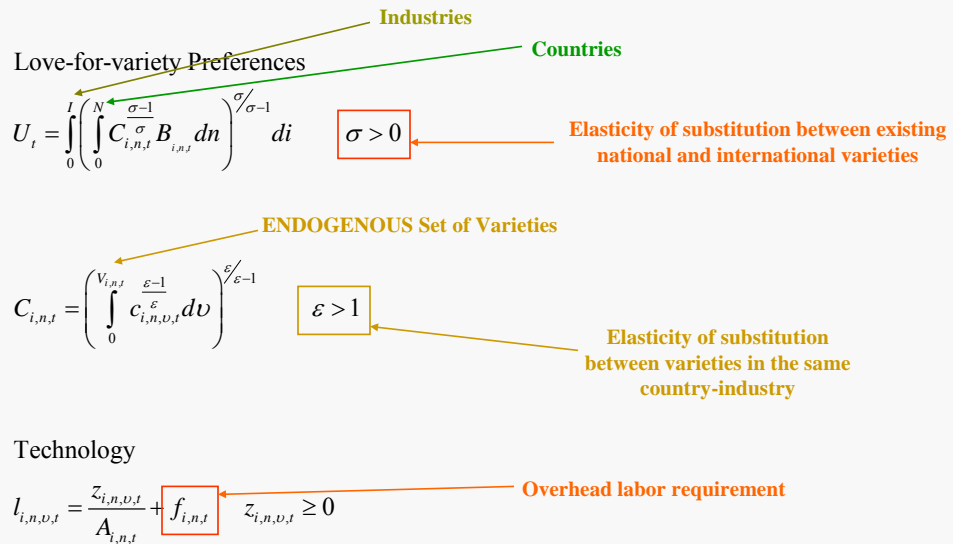 Industries
Countries
Love-for-variety Preferences
U_t = ∫_0^I ( ∫_0^N C_{i,n,t}^{(σ−1)/σ} B_{i,n,t} dn )^{σ/σ−1} di    σ > 0
Elasticity of substitution between existing
national and international varieties
ENDOGENOUS Set of Varieties
C_{i,n,t} = ( ∫_0^{V_{i,n,t}} c_{i,n,υ,t}^{(ε−1)/ε} dυ )^{ε/ε−1}    ε > 1
Elasticity of substitution
between varieties in the same
country-industry
Technology
l_{i,n,υ,t} = z_{i,n,υ,t} / A_{i,n,t} + f_{i,n,t}    z_{i,n,υ,t} ≥ 0
Overhead labor requirement